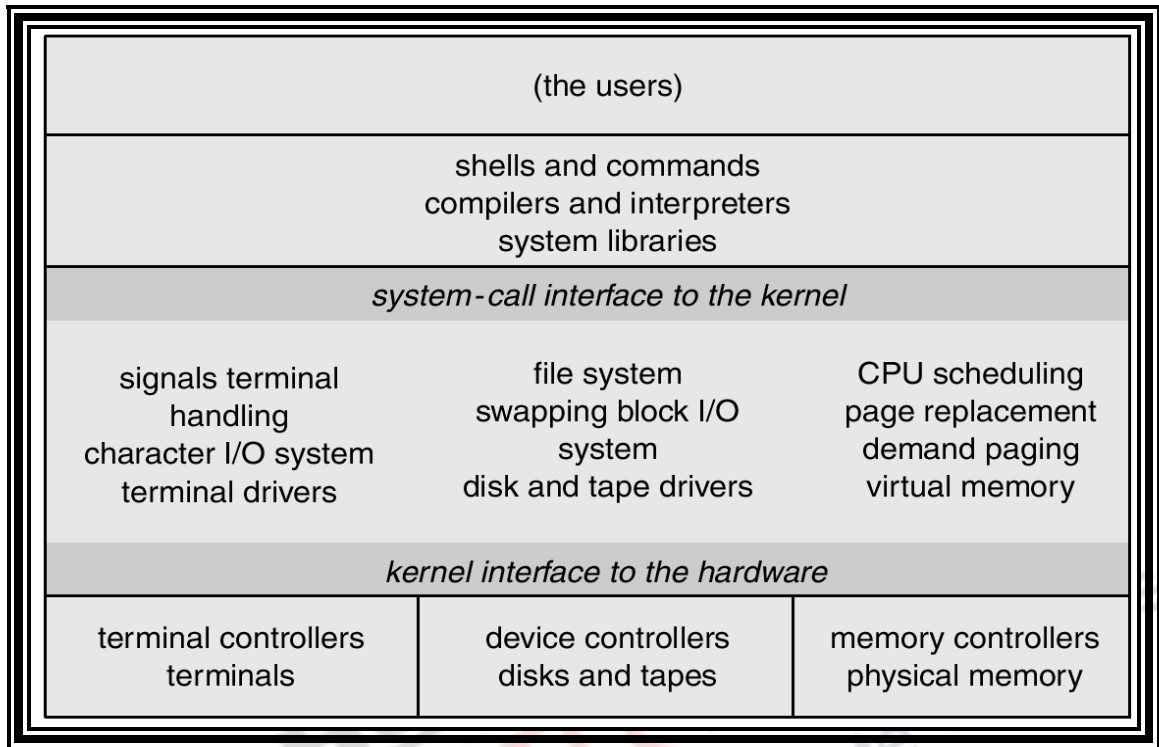 (the users)
shells and commands
compilers and interpreters
system libraries
system-call interface to the kernel
signals terminal
handling
character I/O system
terminal drivers
file system
swapping block I/O
system
disk and tape drivers
CPU scheduling
page replacement
demand paging
virtual memory
kernel interface to the hardware
terminal controllers
terminals
device controllers
disks and tapes
memory controllers
physical memory